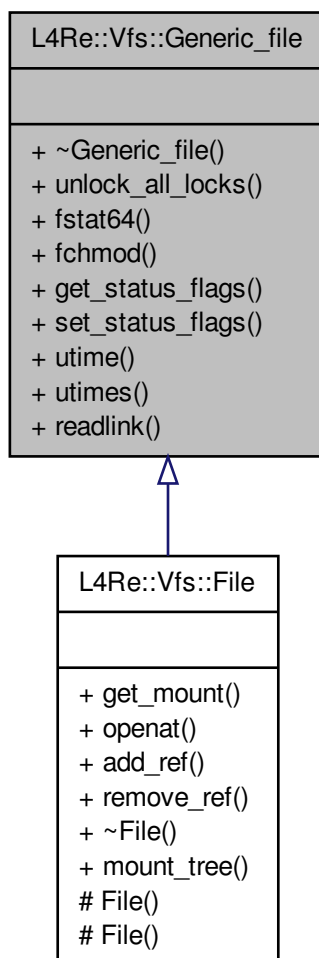 L4Re::Vfs::Generic_file
+ ~Generic_file()
+ unlock_all_locks()
+ fstat64()
+ fchmod()
+ get_status_flags()
+ set_status_flags()
+ utime()
+ utimes()
+ readlink()
L4Re::Vfs::File
+ get_mount()
+ openat()
+ add_ref()
+ remove_ref()
+ ~File()
+ mount_tree()
# File()
# File()